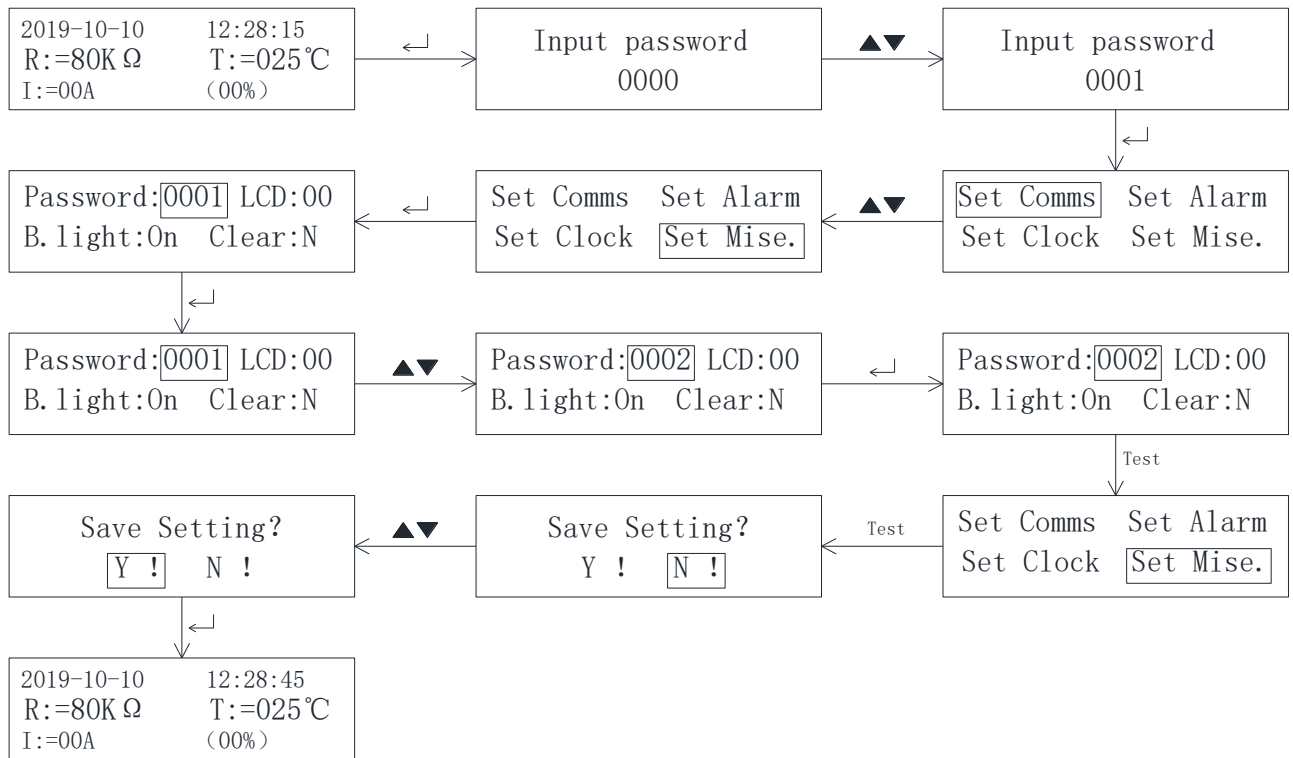 2019-10-10 12:28:15
R:=80KΩ T:=025℃
I:=00A (00%)
Input password
0000
▲▼
Input password
0001
Set Comms Set Alarm
Set Clock Set Mise.
▲▼
Set Comms Set Alarm
Set Clock Set Mise.
Password:0001 LCD:00
B.light:On Clear:N
Password:0001 LCD:00
B.light:On Clear:N
▲▼
Password:0002 LCD:00
B.light:On Clear:N
Password:0002 LCD:00
B.light:On Clear:N
Test
Set Comms Set Alarm
Set Clock Set Mise.
Test
Save Setting?
Y ! N !
▲▼
Save Setting?
Y ! N !
2019-10-10 12:28:45
R:=80KΩ T:=025℃
I:=00A (00%)